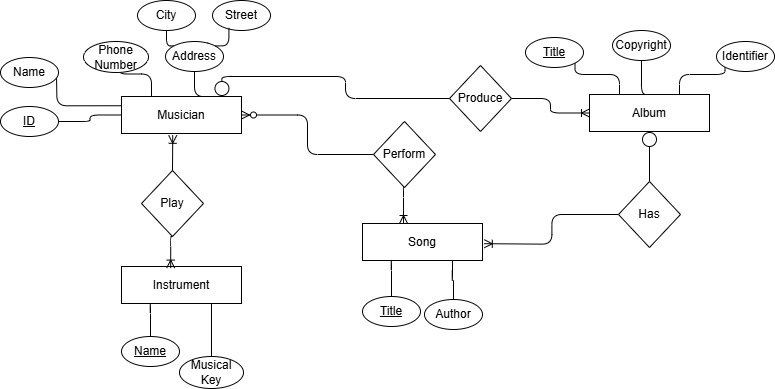 City
Street
Phone
Number
Address
Name
ID
Musician
Produce
Title
Copyright
Identifier
Album
Perform
Play
Has
Song
Instrument
Title
Author
Name
Musical
Key